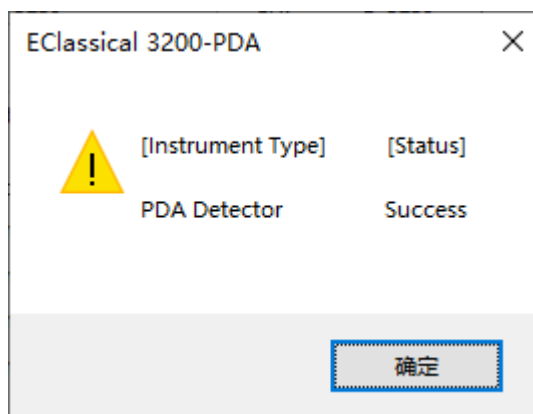 EClassical 3200-PDA
[Instrument Type] [Status]
PDA Detector Success
确定